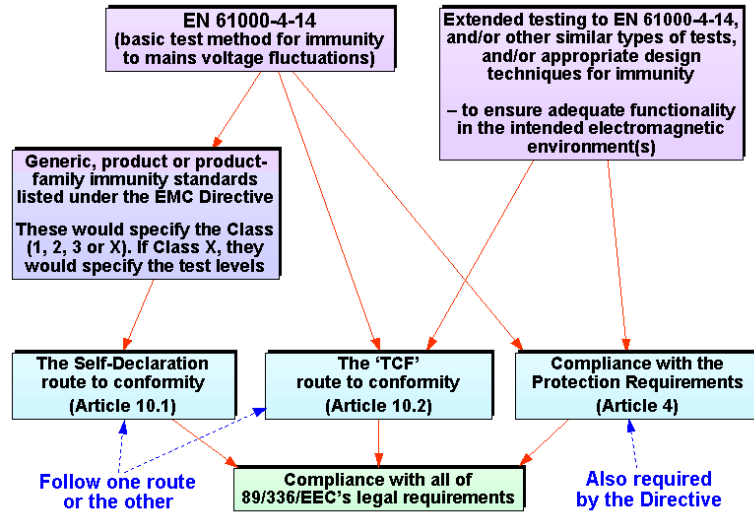 EN 61000-4-14
(basic test method for immunity
to mains voltage fluctuations)
Extended testing to EN 61000-4-14,
and/or other similar types of tests,
and/or appropriate design
techniques for immunity
– to ensure adequate functionality
in the intended electromagnetic
environment(s)
Generic, product or product-
family immunity standards
listed under the EMC Directive
These would specify the Class
(1, 2, 3 or X). If Class X, they
would specify the test levels
The Self-Declaration
route to conformity
(Article 10.1)
The ‘TCF’
route to conformity
(Article 10.2)
Compliance with the
Protection Requirements
(Article 4)
Follow one route
or the other
Compliance with all of
89/336/EEC’s legal requirements
Also required
by the Directive